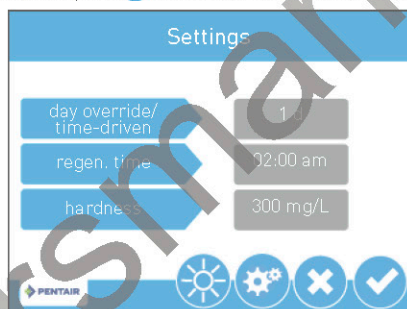 Settings
day override/
time-driven
1 d
regen. time
02:00 am
hardness
300 mg/L
PENTAIR